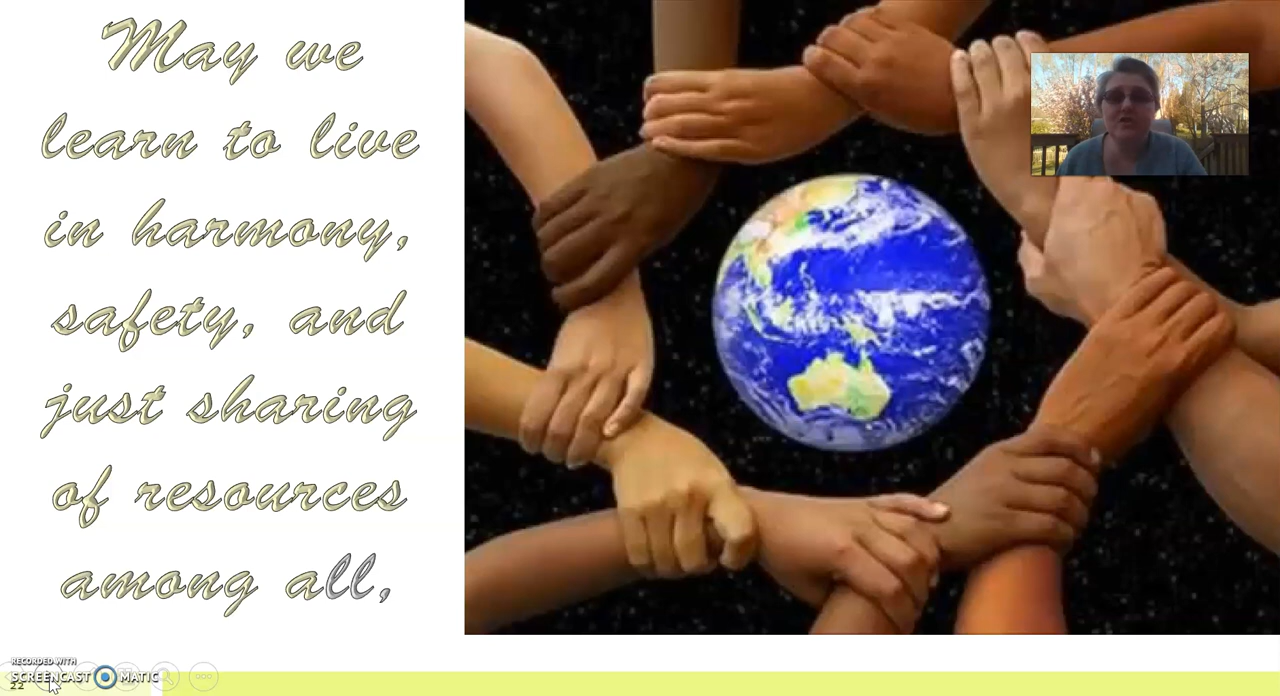 May we
learn to live
in harmony,
safety, and
just sharing
of resources
among all,
RECORDED WITH
SCREENCAST MATIC
22